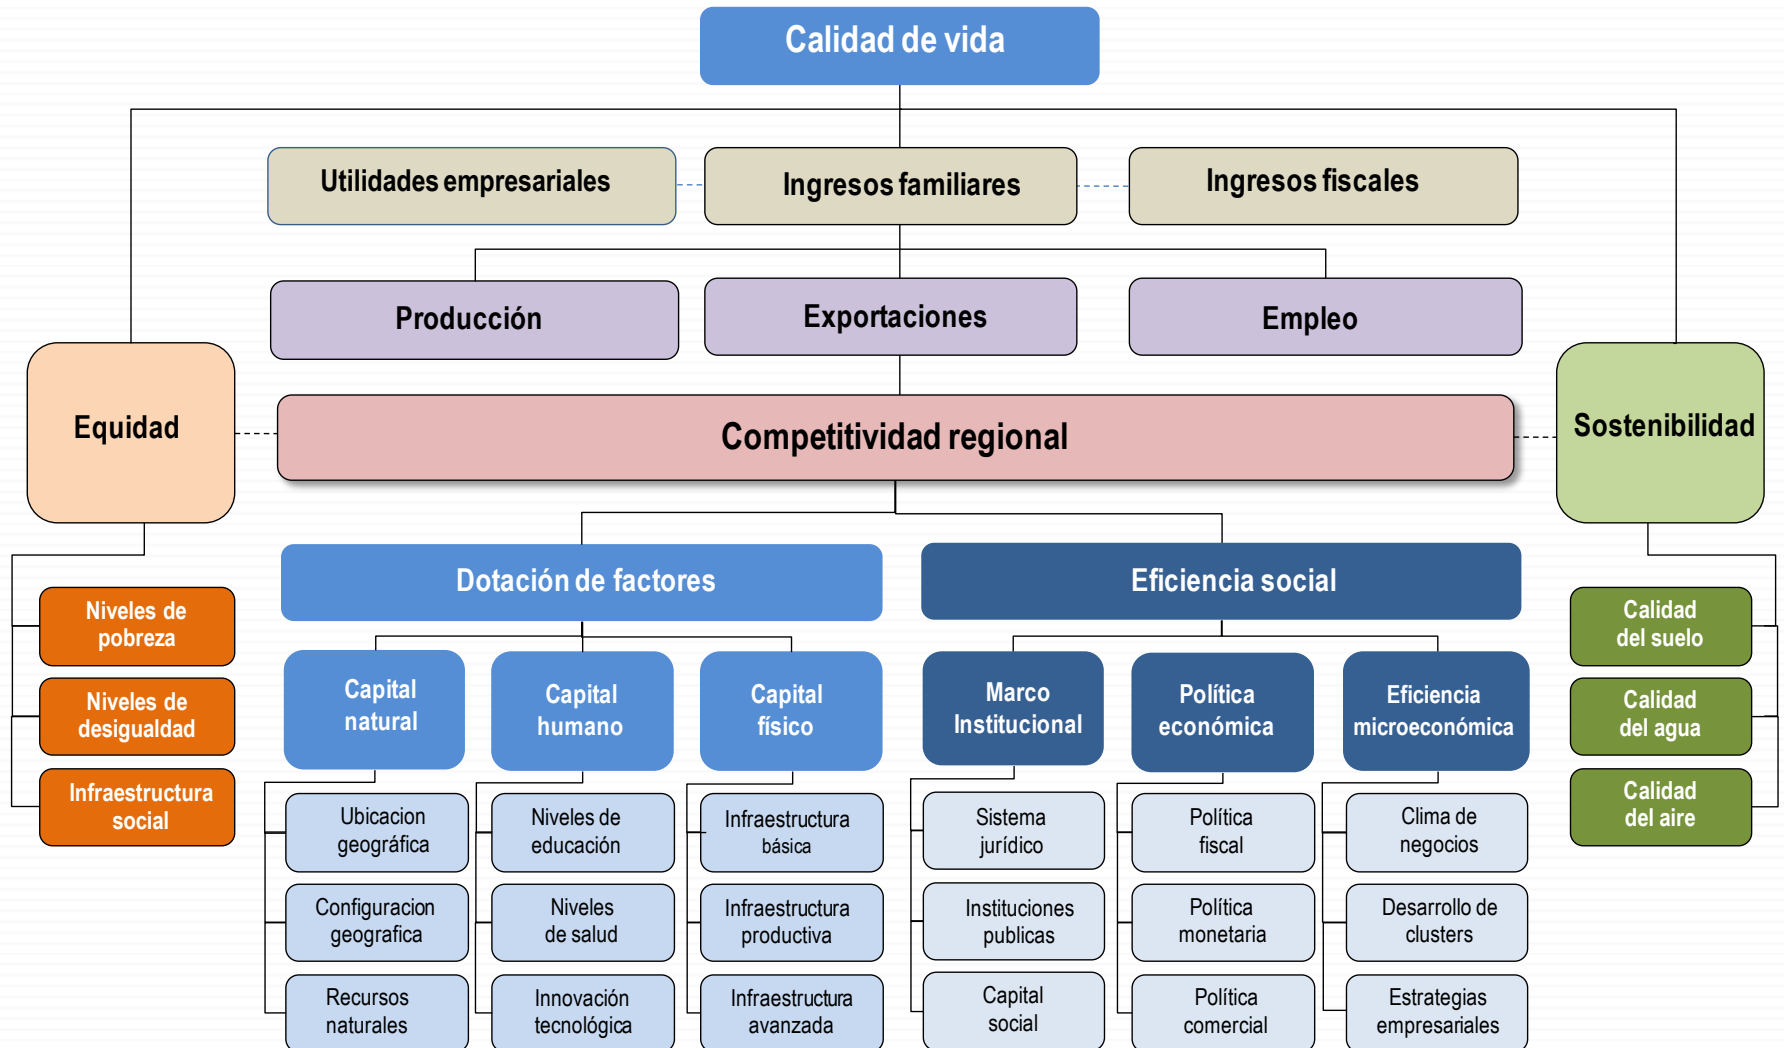 Calidad de vida
Utilidades empresariales
Ingresos familiares
Ingresos fiscales
Producción
Exportaciones
Empleo
Equidad
Competitividad regional
Sostenibilidad
Dotación de factores
Eficiencia social
Niveles de
pobreza
Niveles de
desigualdad
Infraestructura
social
Capital
natural
Capital
humano
Capital
físico
Marco
Institucional
Política
económica
Eficiencia
microeconómica
Calidad
del suelo
Calidad
del agua
Calidad
del aire
Ubicacion
geográfica
Niveles de
educación
Infraestructura
básica
Sistema
jurídico
Política
fiscal
Clima de
negocios
Configuracion
geografica
Niveles
de salud
Infraestructura
productiva
Instituciones
publicas
Política
monetaria
Desarrollo de
clusters
Recursos
naturales
Innovación
tecnológica
Infraestructura
avanzada
Capital
social
Política
comercial
Estrategias
empresariales